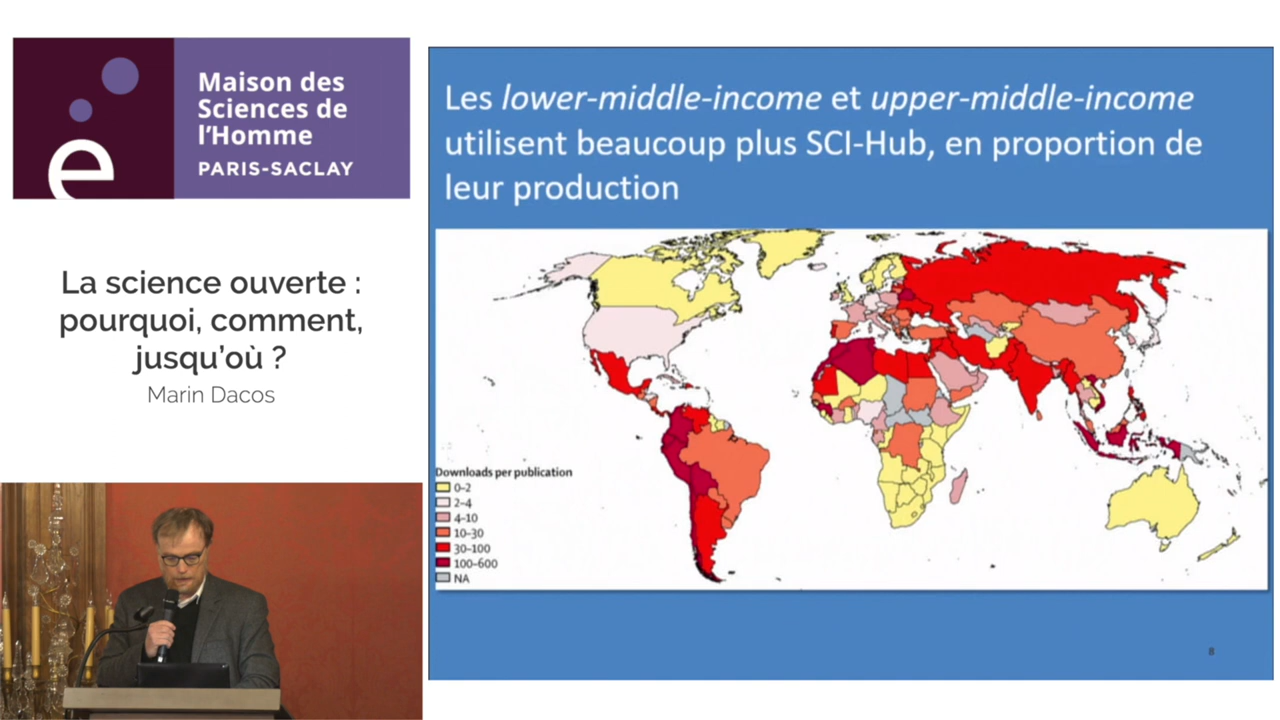 Maison des
Sciences de
l'Homme
PARIS-SACLAY
La science ouverte :
pourquoi, comment,
jusqu'où ?
Marin Dacos
Les lower-middle-income et upper-middle-income
utilisent beaucoup plus SCI-Hub, en proportion de
leur production
Downloads per publication
0–2
2–4
4–10
10–30
30–100
100–600
NA
8